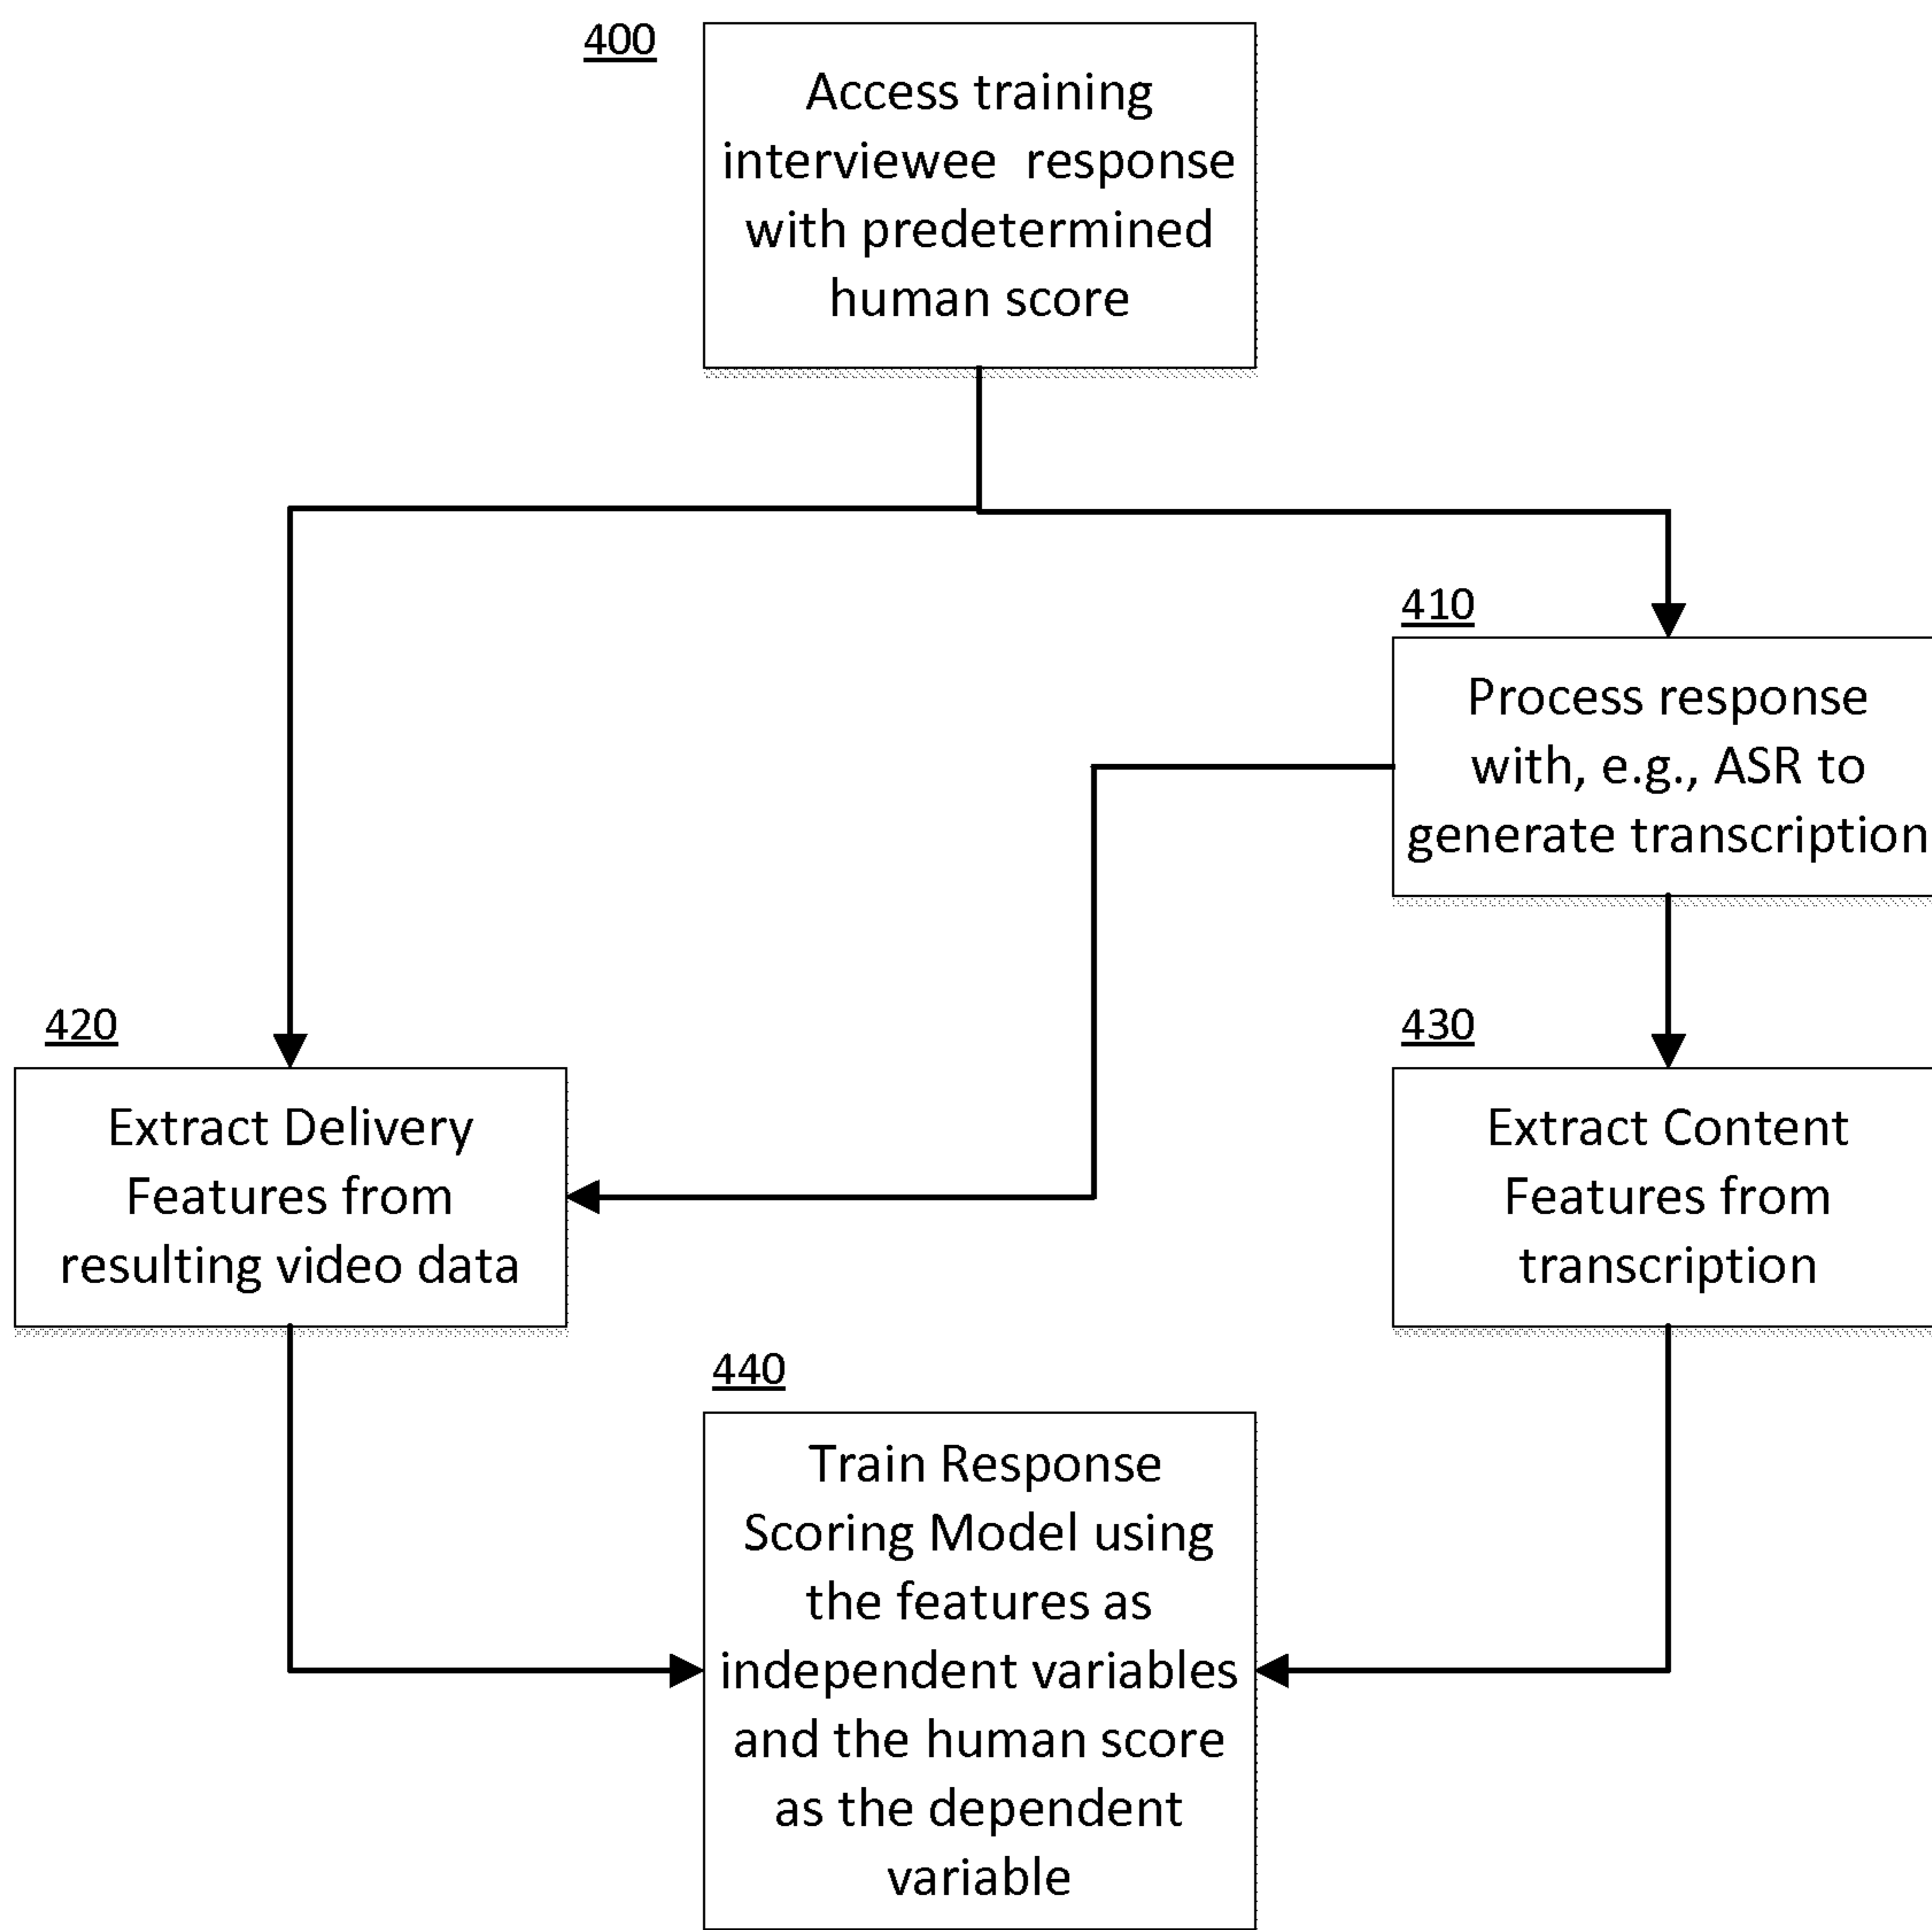 400
Access training
interviewee response
with predetermined
human score
410
Process response
with, e.g., ASR to
generate transcription
420
Extract Delivery
Features from
resulting video data
430
Extract Content
Features from
transcription
440
Train Response
Scoring Model using
the features as
independent variables
and the human score
as the dependent
variable